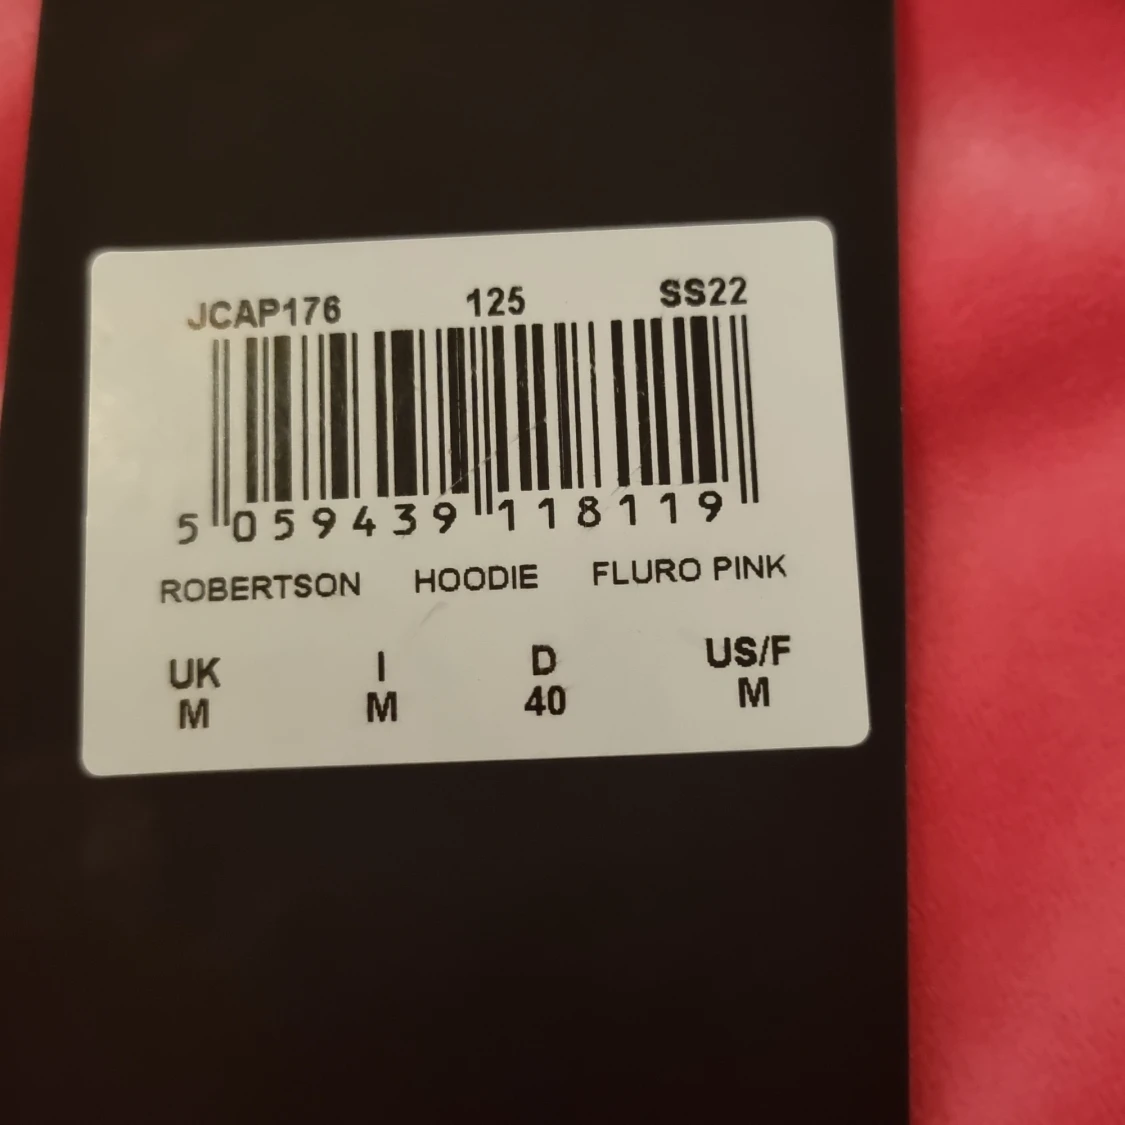 JCAP176 125 SS22
5 059439 118119
ROBERTSON HOODIE FLURO PINK
UK I D US/F
M M 40 M